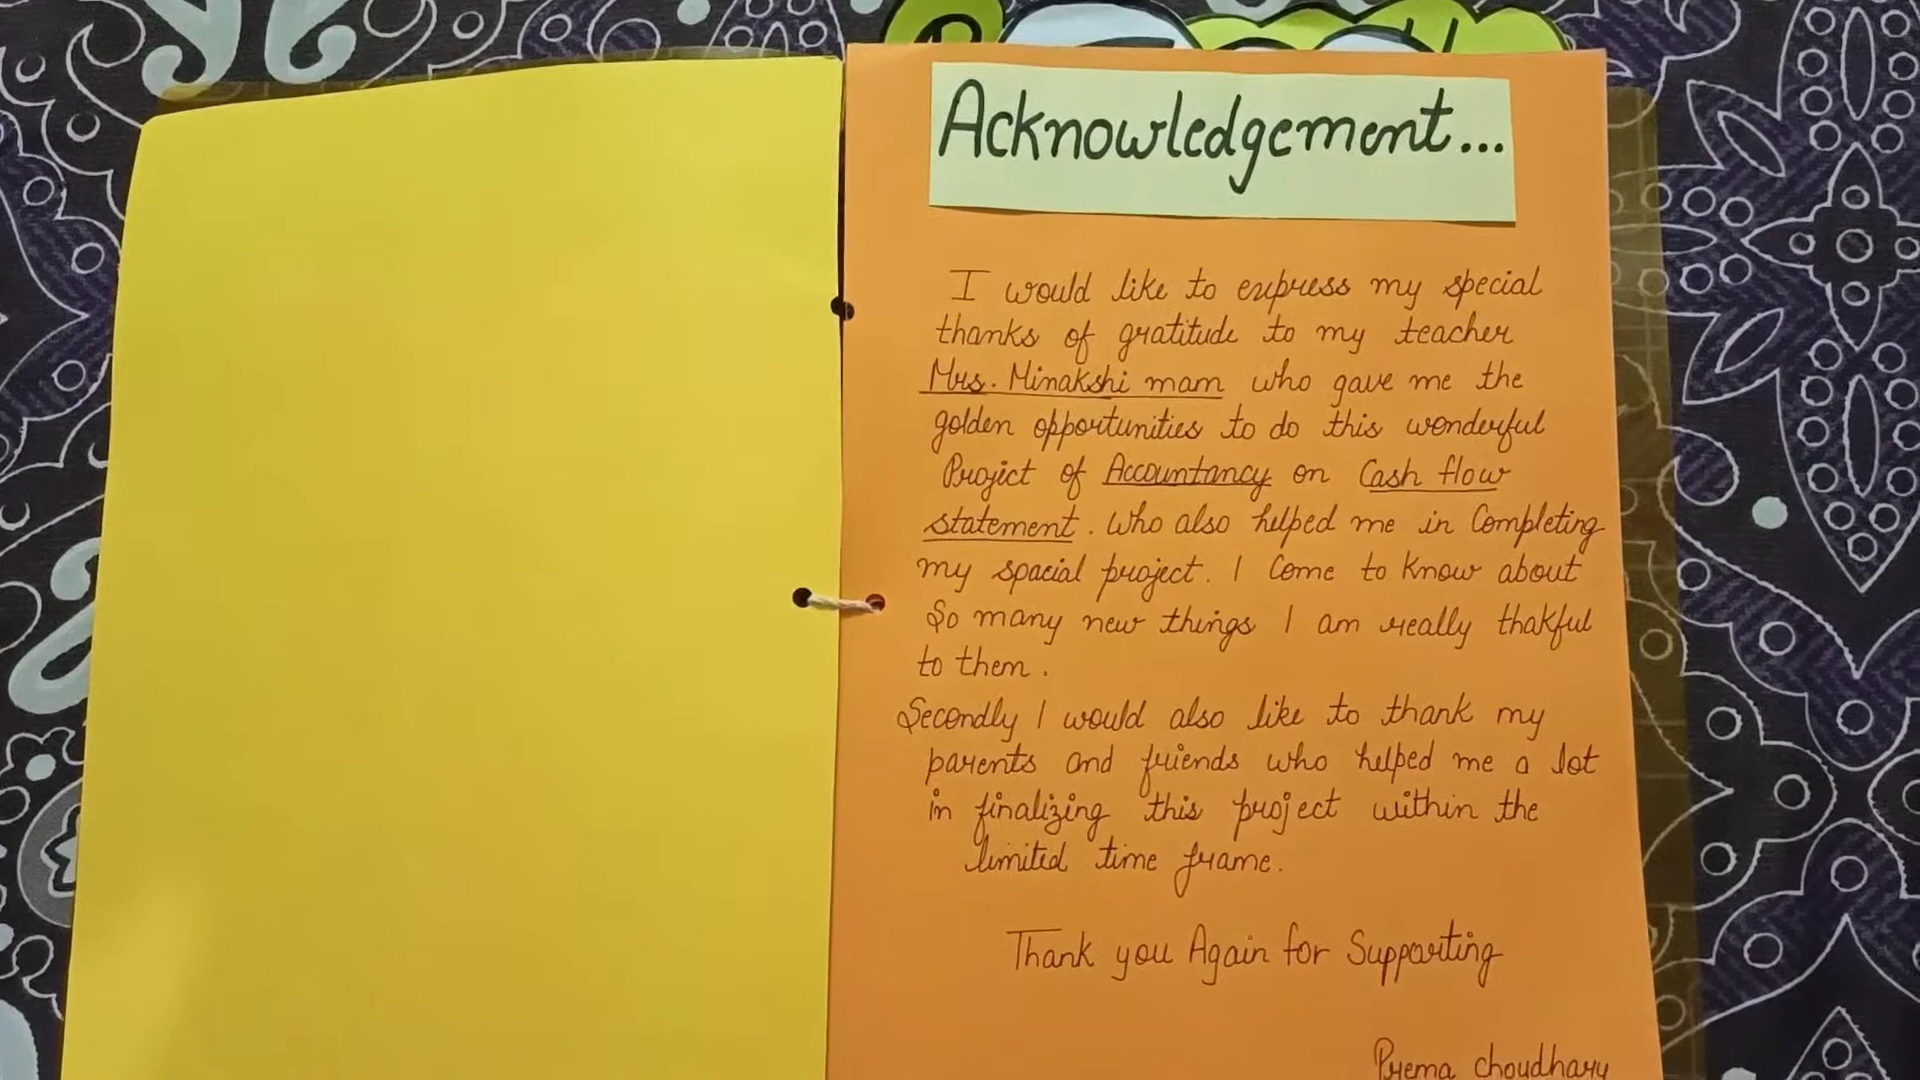 Acknowledgement...
I would like to express my special
thanks of gratitude to my teacher
Mrs. Minakshi mam who gave me the
golden opportunities to do this wonderful
Project of Accountancy on Cash flow
statement. Who also helped me in Completing
my spacial project. I Come to Know about
So many new things I am really thakful
to them.
Secondly I would also like to thank my
parents and friends who helped me a lot
in finalizing this project within the
limited time frame.
Thank you Again for Supporting
Prema choudhary